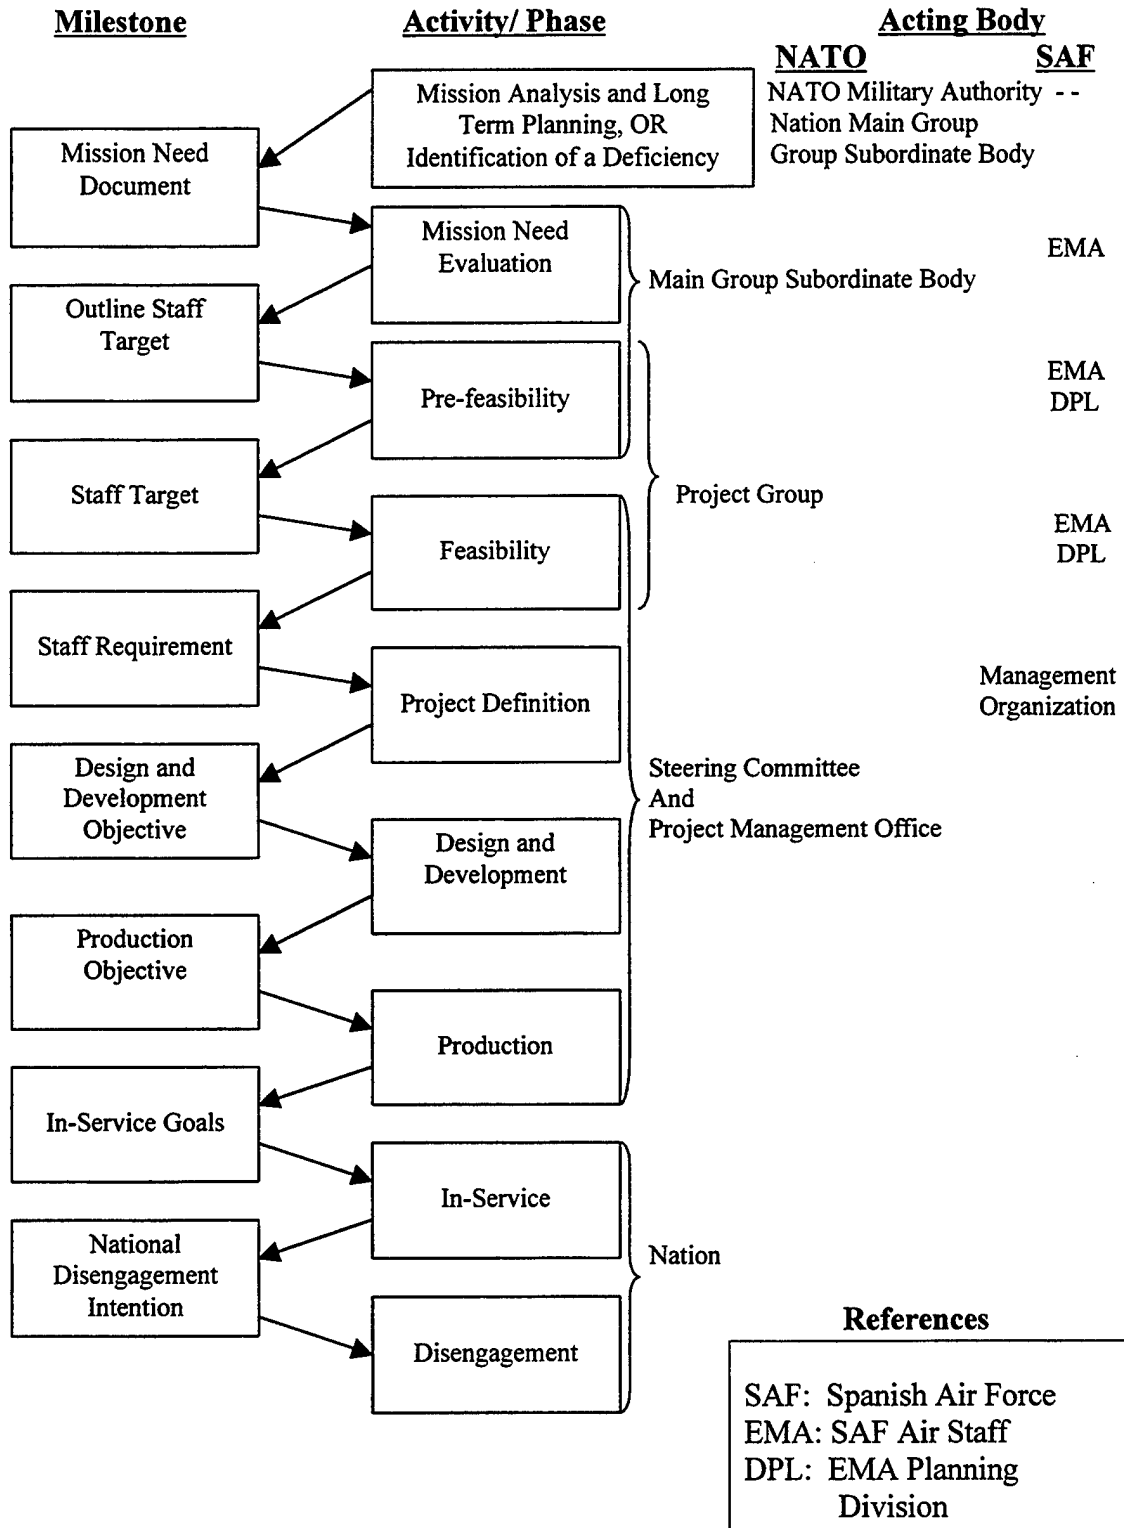 Milestone
Activity/ Phase
Acting Body
NATO
SAF
Mission Analysis and Long
Term Planning, OR
Identification of a Deficiency
NATO Military Authority - -
Nation Main Group
Group Subordinate Body
Mission Need
Document
Mission Need
Evaluation
Main Group Subordinate Body
EMA
Outline Staff
Target
Pre-feasibility
EMA
DPL
Project Group
Staff Target
Feasibility
EMA
DPL
Staff Requirement
Project Definition
Management
Organization
Design and
Development
Objective
Steering Committee
And
Project Management Office
Design and
Development
Production
Objective
Production
In-Service Goals
In-Service
Nation
National
Disengagement
Intention
Disengagement
References
SAF: Spanish Air Force
EMA: SAF Air Staff
DPL: EMA Planning
Division